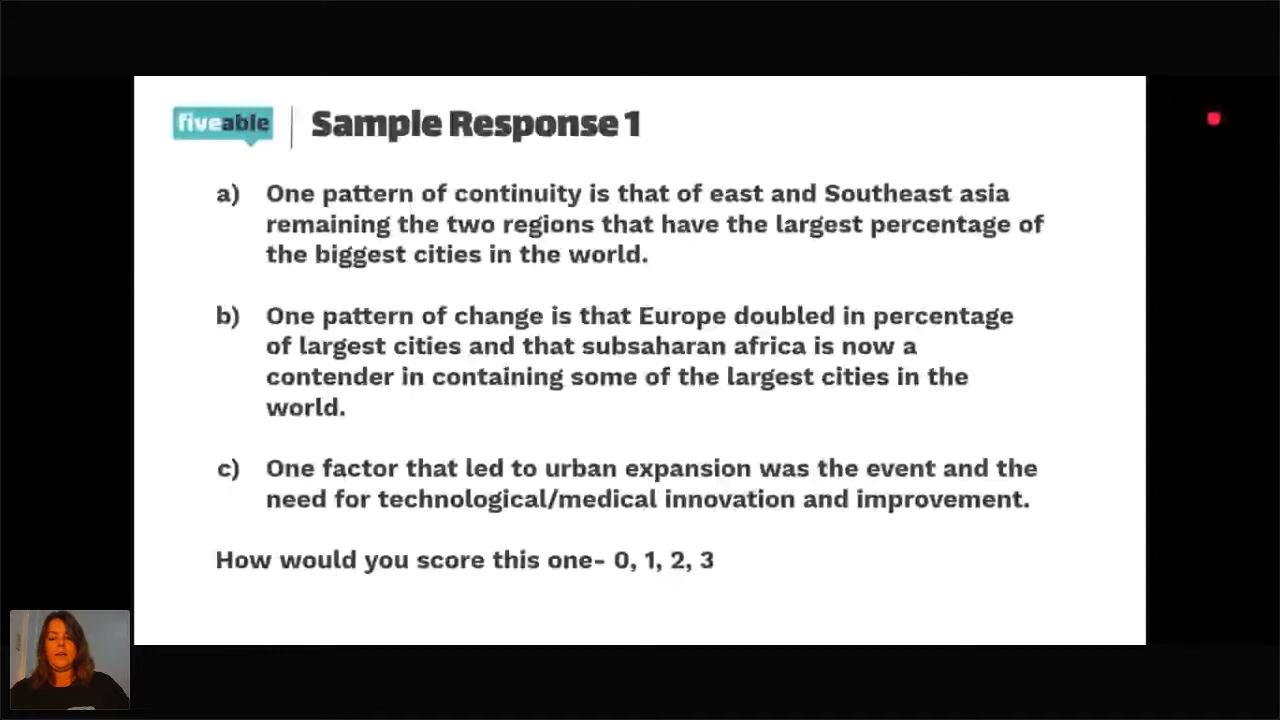 fiveable
Sample Response 1
a) One pattern of continuity is that of east and Southeast asia
remaining the two regions that have the largest percentage of
the biggest cities in the world.
b) One pattern of change is that Europe doubled in percentage
of largest cities and that subsaharan africa is now a
contender in containing some of the largest cities in the
world.
c) One factor that led to urban expansion was the event and the
need for technological/medical innovation and improvement.
How would you score this one- 0, 1, 2, 3